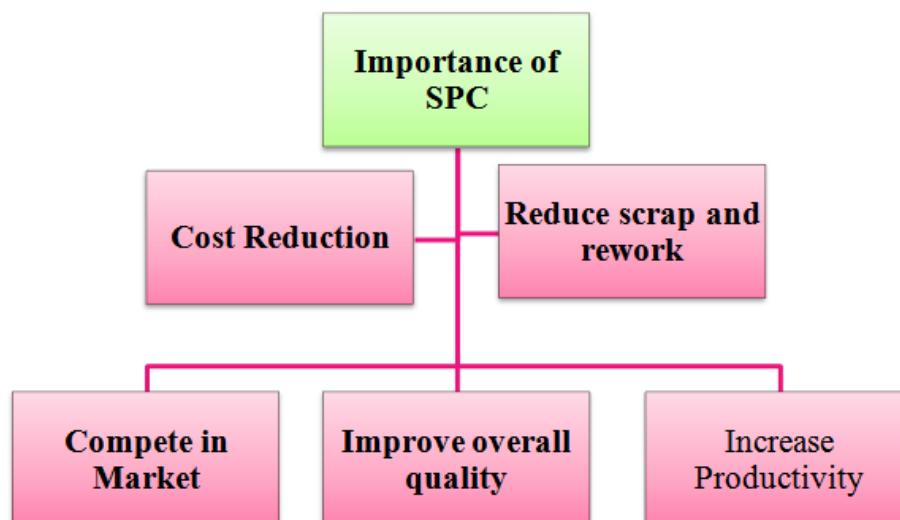 Importance of
SPC
Cost Reduction
Reduce scrap and
rework
Compete in
Market
Improve overall
quality
Increase
Productivity